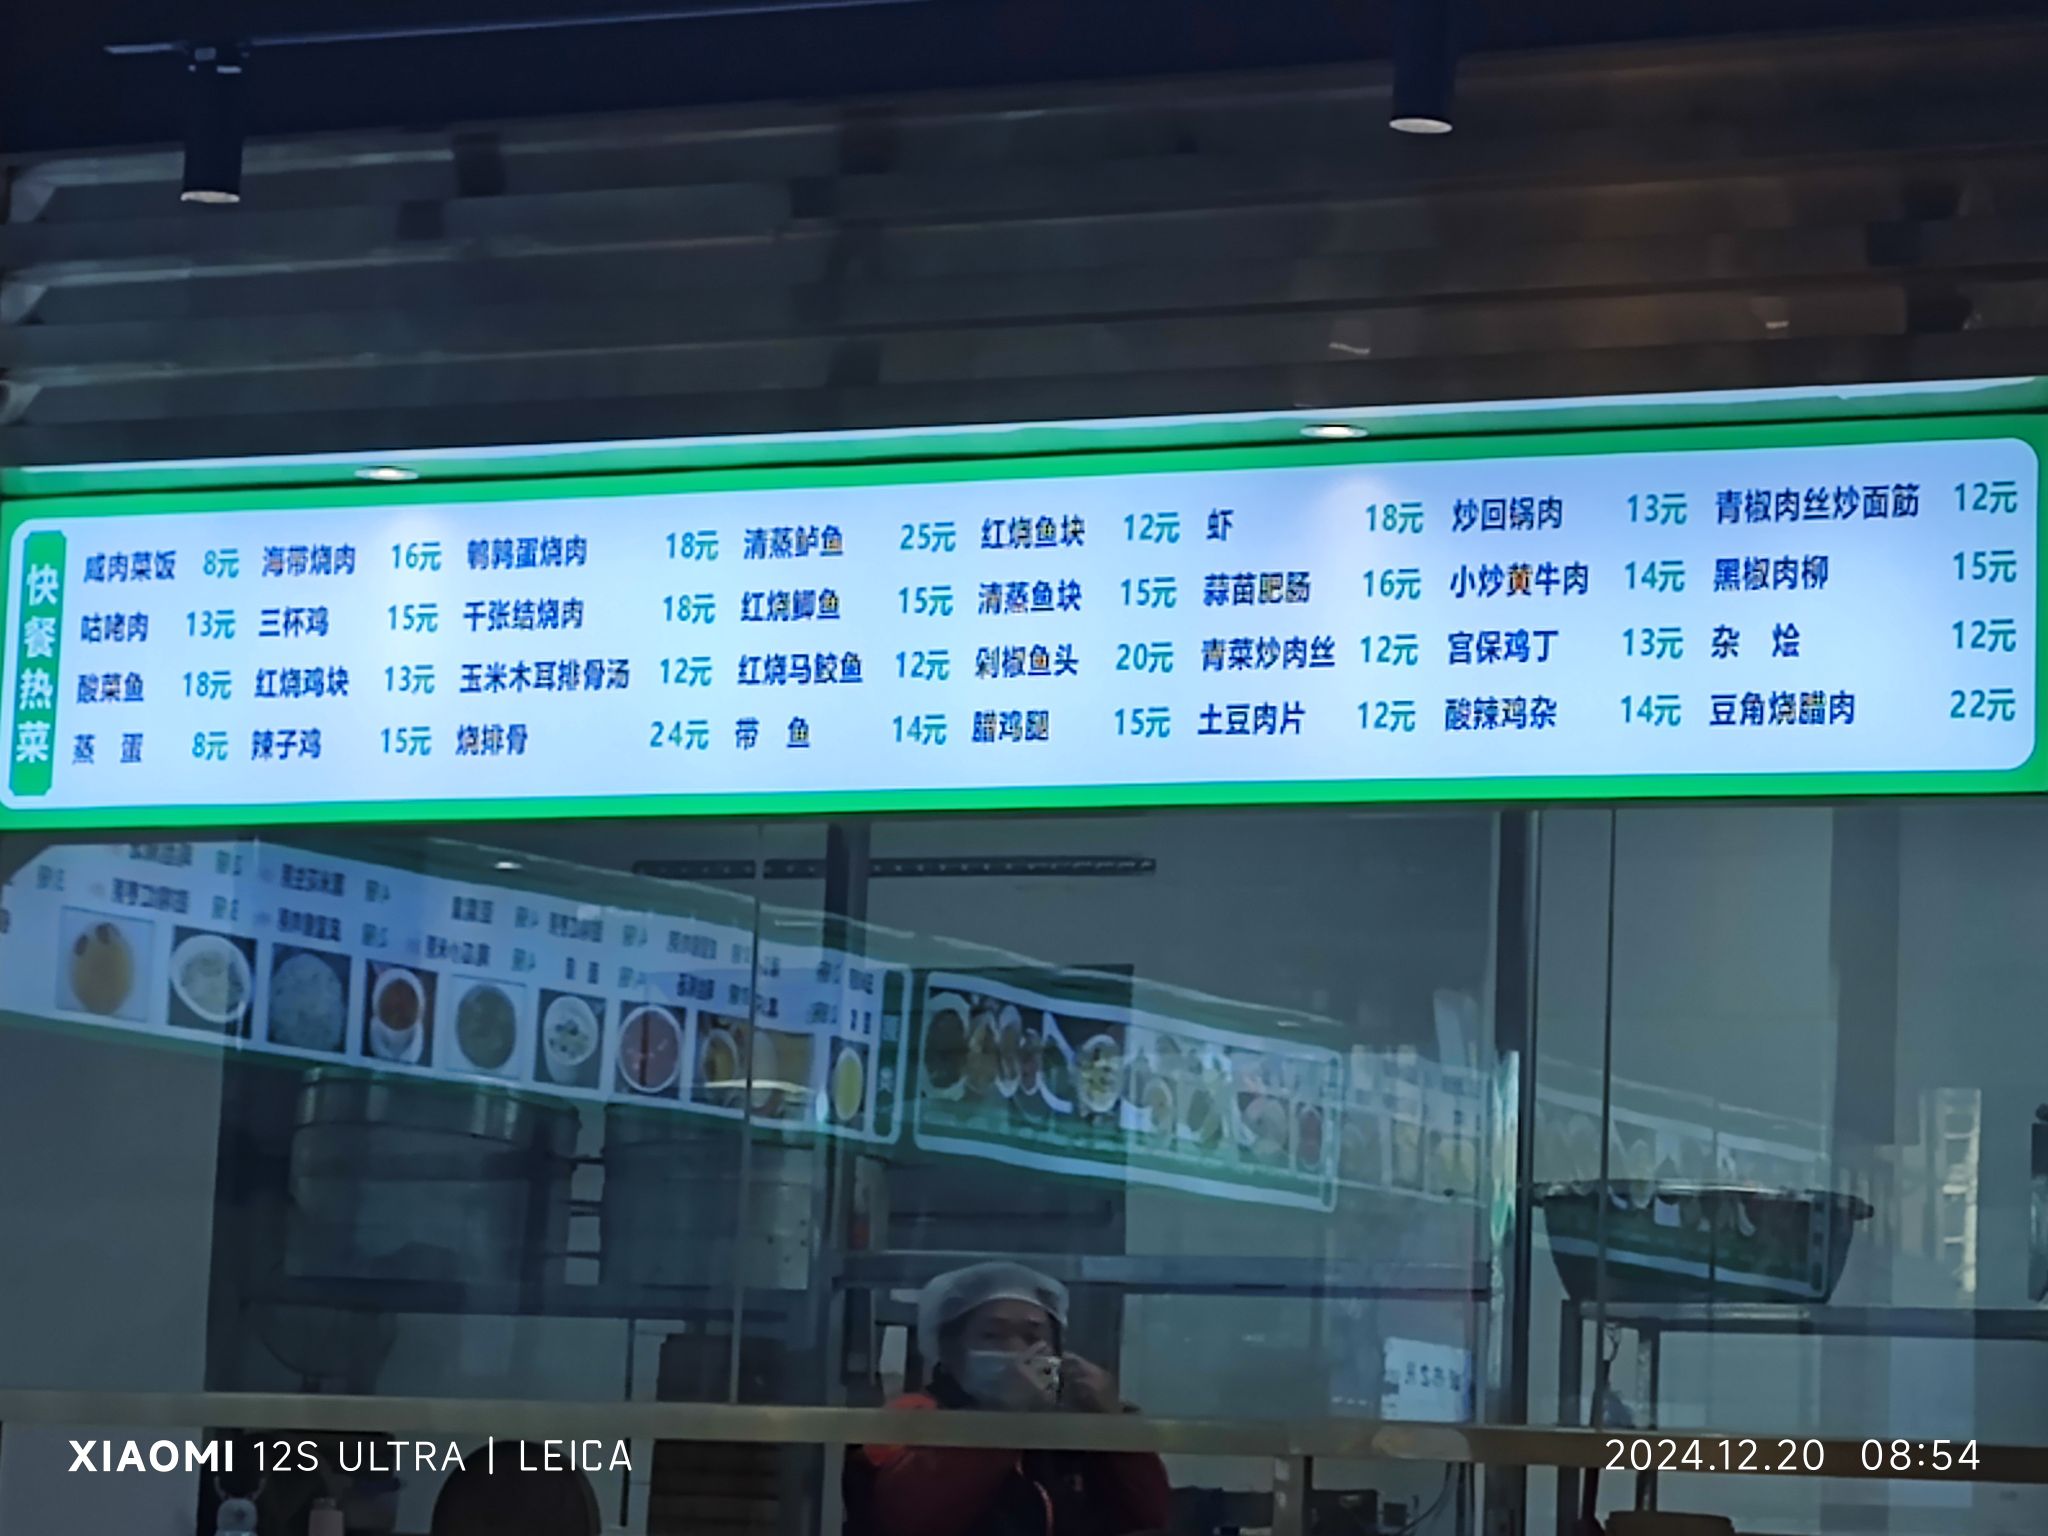 快餐热菜
咸肉菜饭 8元 海带烧肉 16元 鹌鹑蛋烧肉 18元 清蒸鲈鱼 25元 红烧鱼块 12元 虾 18元 炒回锅肉 13元 青椒肉丝炒面筋 12元
咕咾肉 13元 三杯鸡 15元 千张结烧肉 18元 红烧鲫鱼 15元 清蒸鱼块 15元 蒜苗肥肠 16元 小炒黄牛肉 14元 黑椒肉柳 15元
酸菜鱼 18元 红烧鸡块 13元 玉米木耳排骨汤 12元 红烧马鲛鱼 12元 剁椒鱼头 20元 青菜炒肉丝 12元 宫保鸡丁 13元 杂 烩 12元
蒸 蛋 8元 辣子鸡 15元 烧排骨 24元 带 鱼 14元 腊鸡腿 15元 土豆肉片 12元 酸辣鸡杂 14元 豆角烧腊肉 22元
XIAOMI 12S ULTRA | LEICA
2024.12.20 08:54